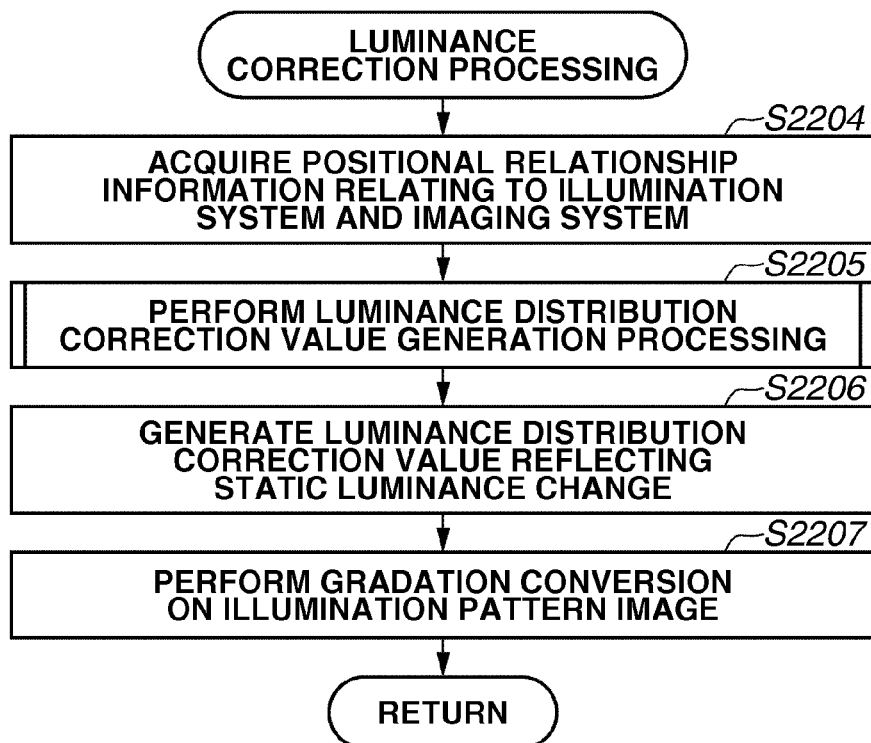 LUMINANCE
CORRECTION PROCESSING
S2204
ACQUIRE POSITIONAL RELATIONSHIP
INFORMATION RELATING TO ILLUMINATION
SYSTEM AND IMAGING SYSTEM
S2205
PERFORM LUMINANCE DISTRIBUTION
CORRECTION VALUE GENERATION PROCESSING
S2206
GENERATE LUMINANCE DISTRIBUTION
CORRECTION VALUE REFLECTING
STATIC LUMINANCE CHANGE
S2207
PERFORM GRADATION CONVERSION
ON ILLUMINATION PATTERN IMAGE
RETURN